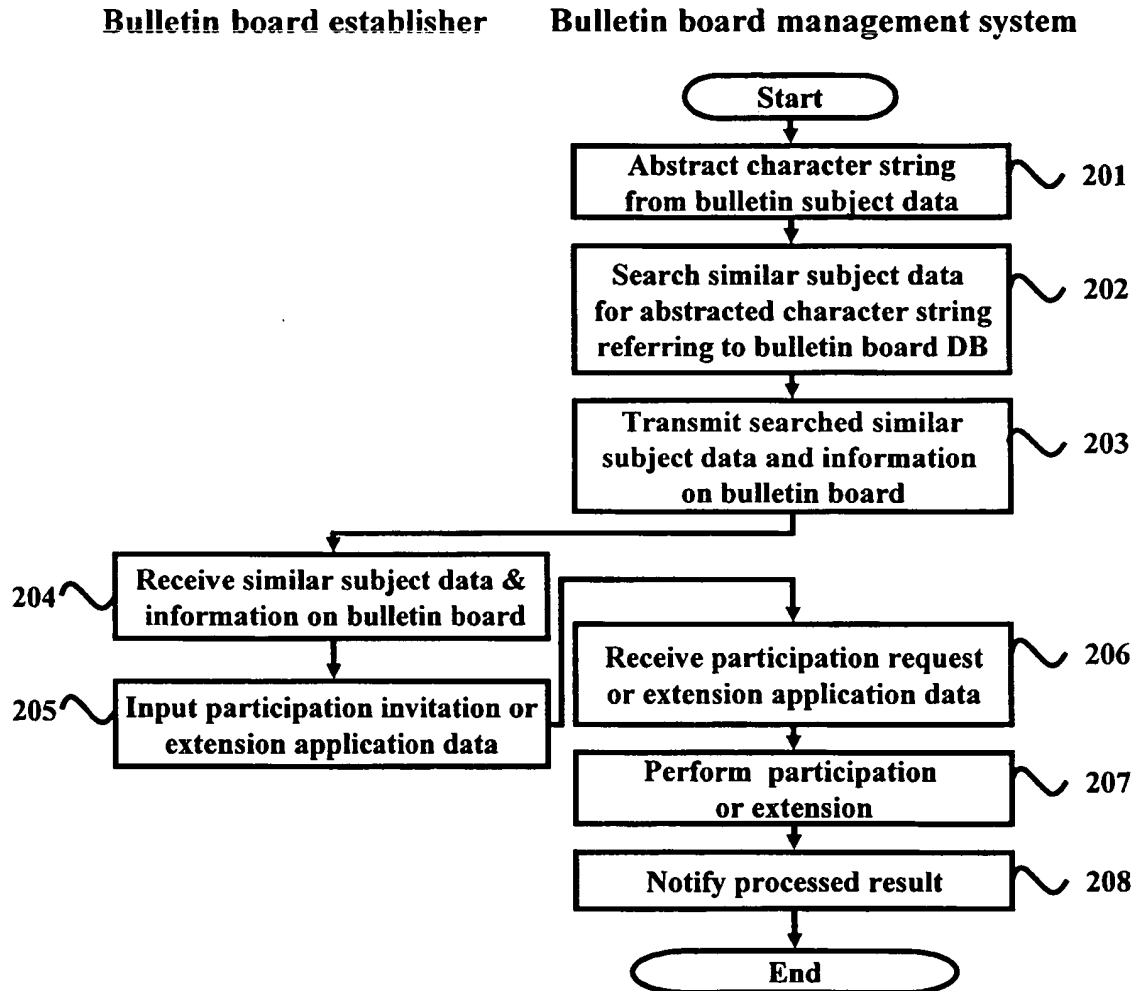 Bulletin board establisher
Bulletin board management system
Start
Abstract character string
from bulletin subject data
201
Search similar subject data
for abstracted character string
referring to bulletin board DB
202
Transmit searched similar
subject data and information
on bulletin board
203
204
Receive similar subject data &
information on bulletin board
205
Input participation invitation or
extension application data
Receive participation request
or extension application data
206
Perform participation
or extension
207
Notify processed result
208
End